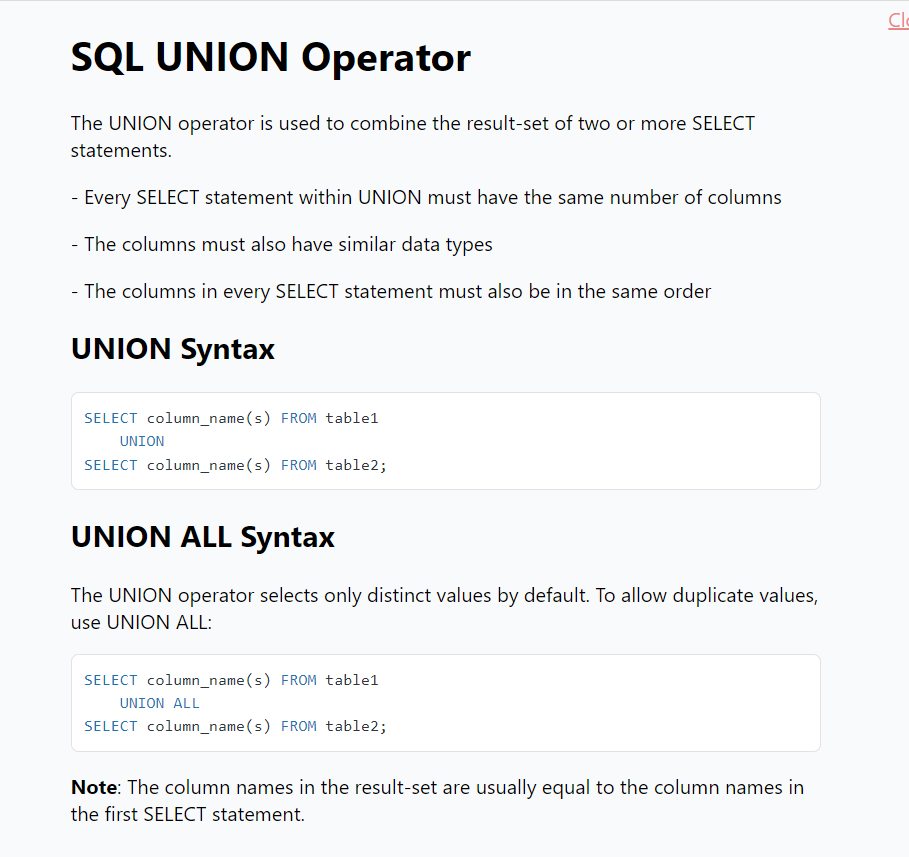 Cl
SQL UNION Operator
The UNION operator is used to combine the result-set of two or more SELECT
statements.
- Every SELECT statement within UNION must have the same number of columns
- The columns must also have similar data types
- The columns in every SELECT statement must also be in the same order
UNION Syntax
SELECT column_name(s) FROM table1
    UNION
SELECT column_name(s) FROM table2;
UNION ALL Syntax
The UNION operator selects only distinct values by default. To allow duplicate values,
use UNION ALL:
SELECT column_name(s) FROM table1
    UNION ALL
SELECT column_name(s) FROM table2;
Note: The column names in the result-set are usually equal to the column names in
the first SELECT statement.